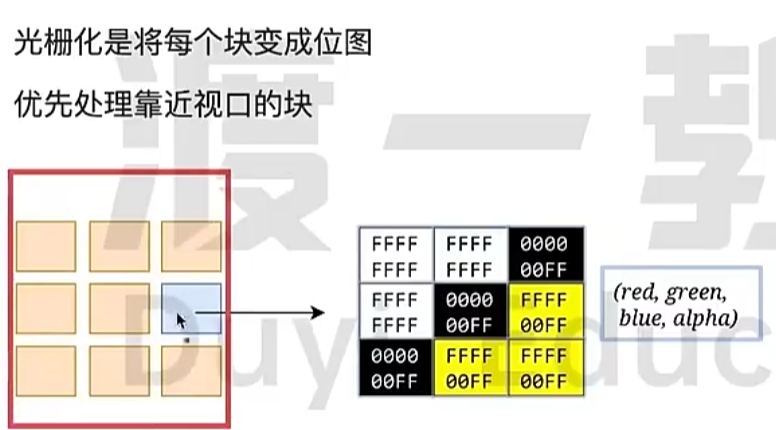 光栅化是将每个块变成位图
优先处理靠近视口的块
渡一教
Duyi Educ
FFFF FFFF 0000
FFFF FFFF 00FF
FFFF 0000 FFFF
FFFF 00FF 00FF
0000 FFFF FFFF
00FF 00FF 00FF
(red, green,
blue, alpha)